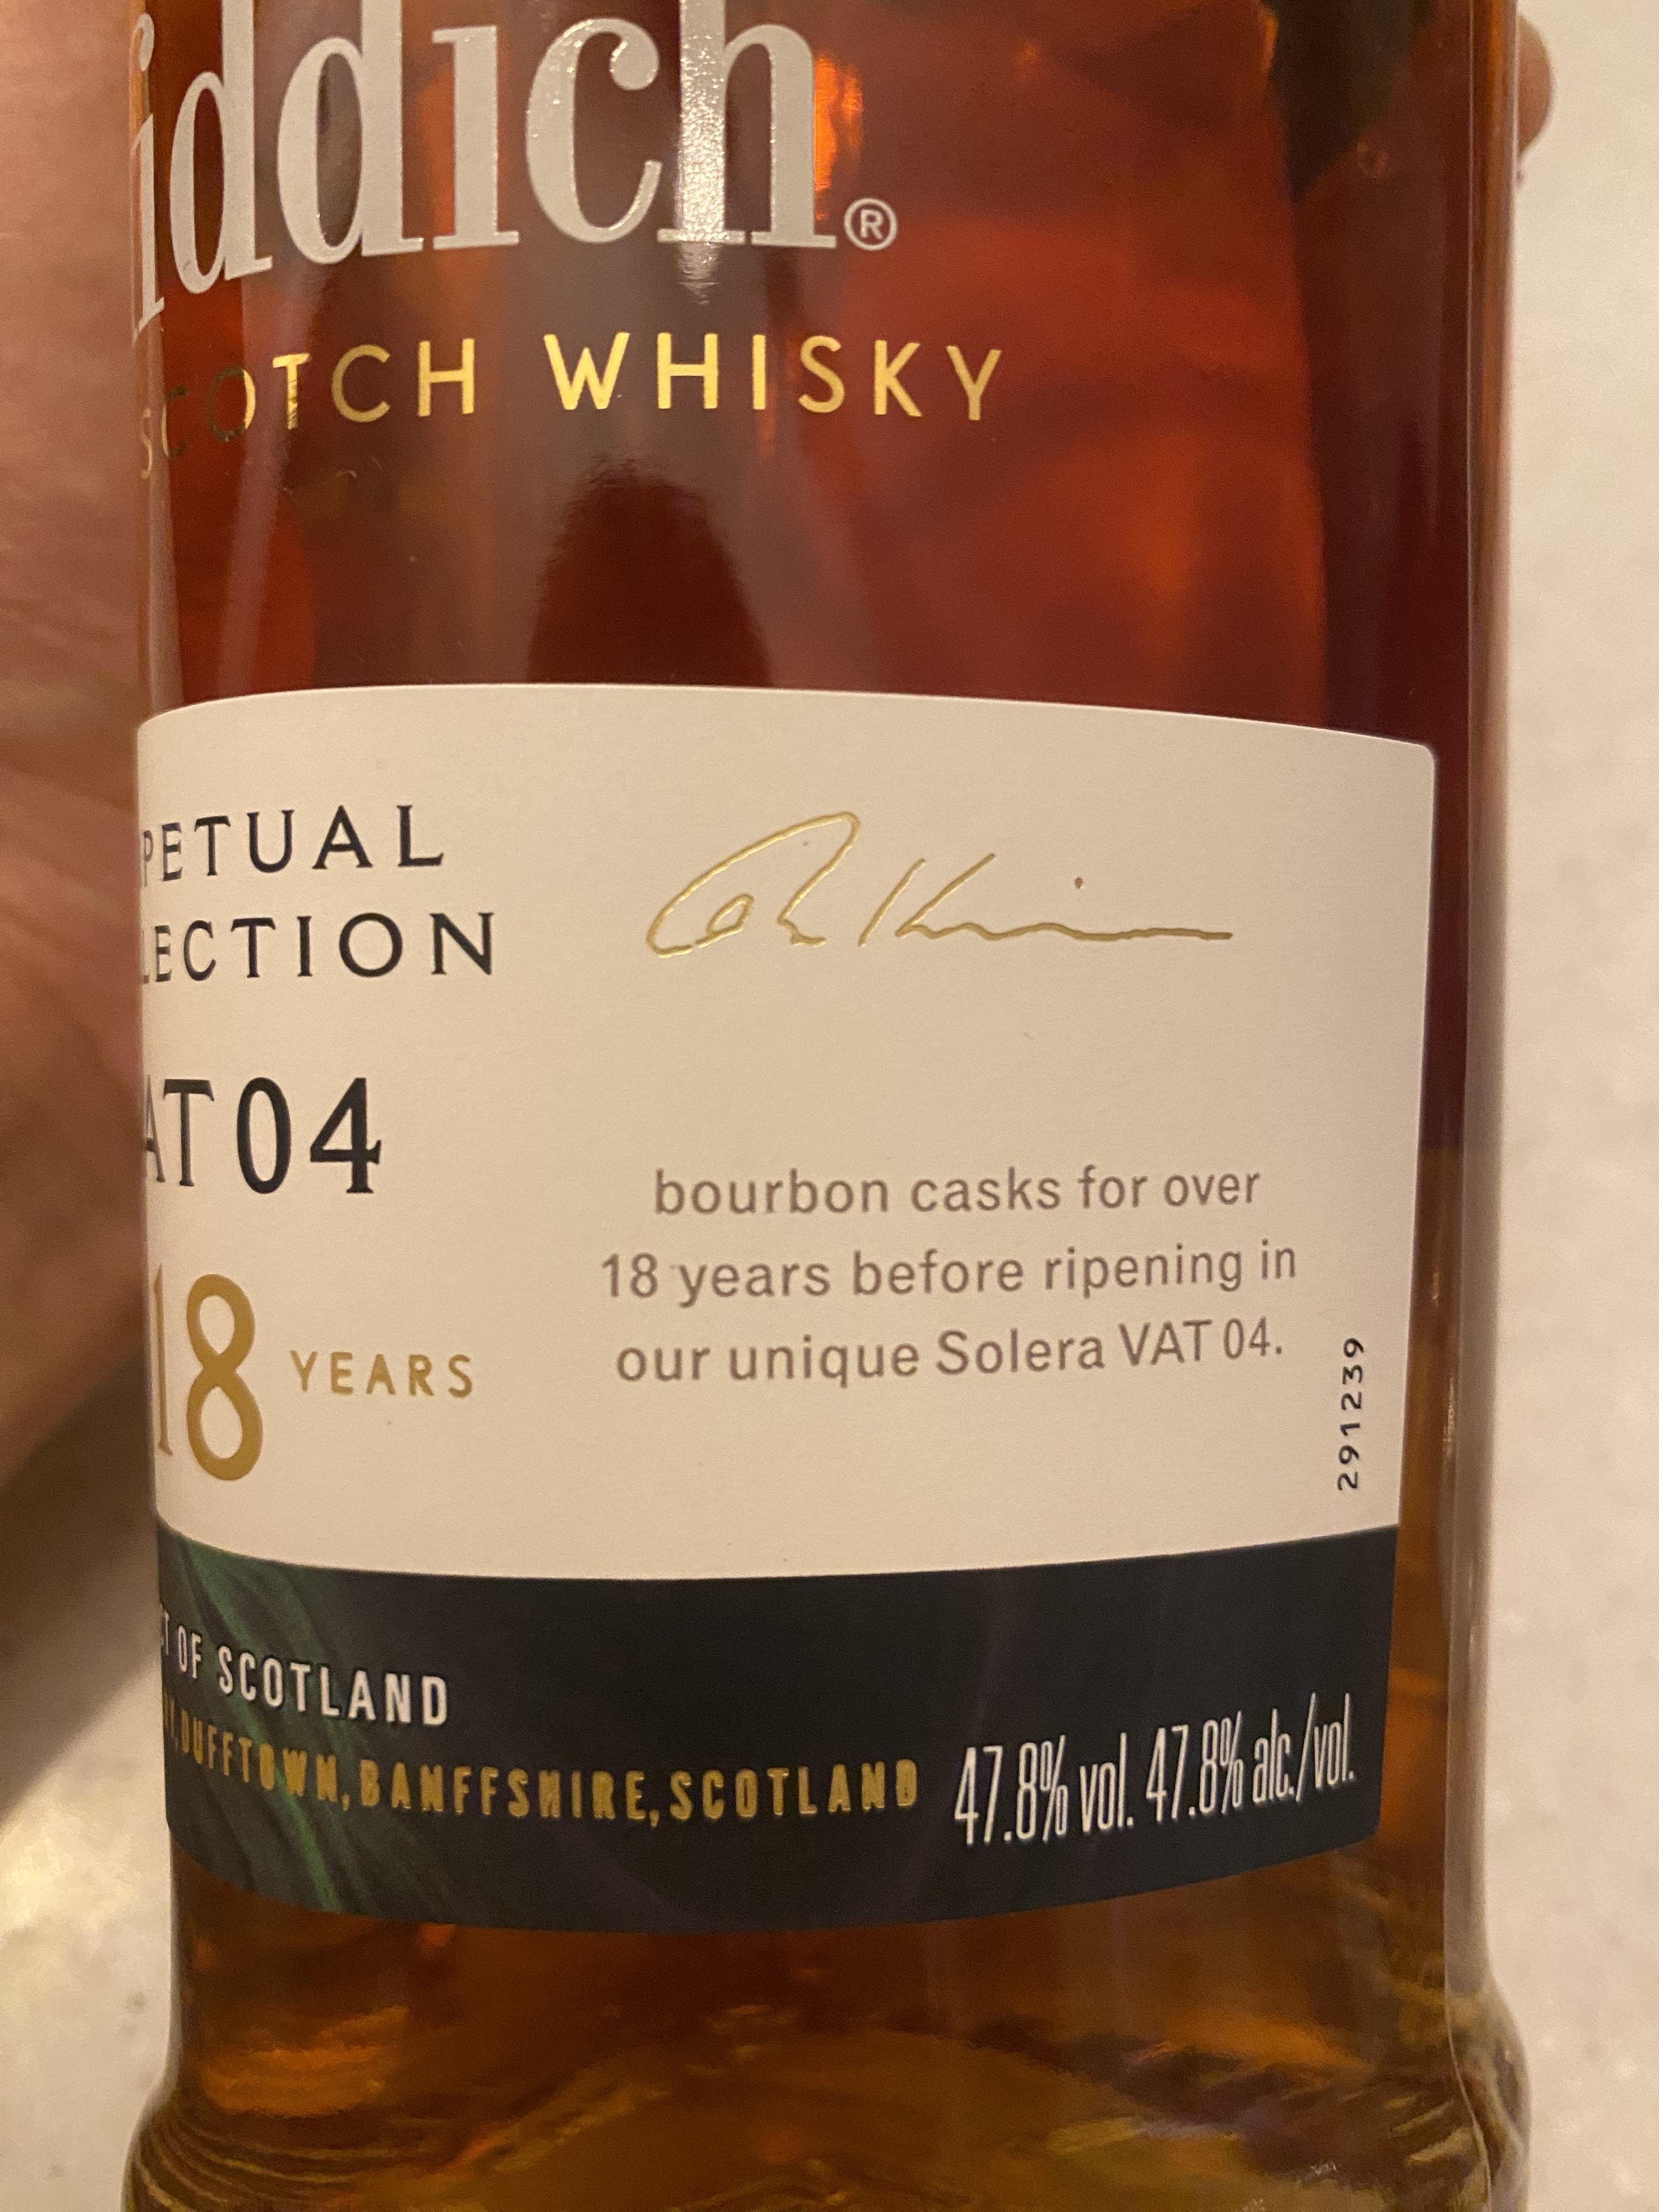 iddich®
SCOTCH WHISKY
PETUAL
LECTION
AT 04
18 YEARS
bourbon casks for over
18 years before ripening in
our unique Solera VAT 04.
291239
T OF SCOTLAND
Y, DUFFTOWN, BANFFSHIRE, SCOTLAND
47.8% vol. 47.8% alc./vol.